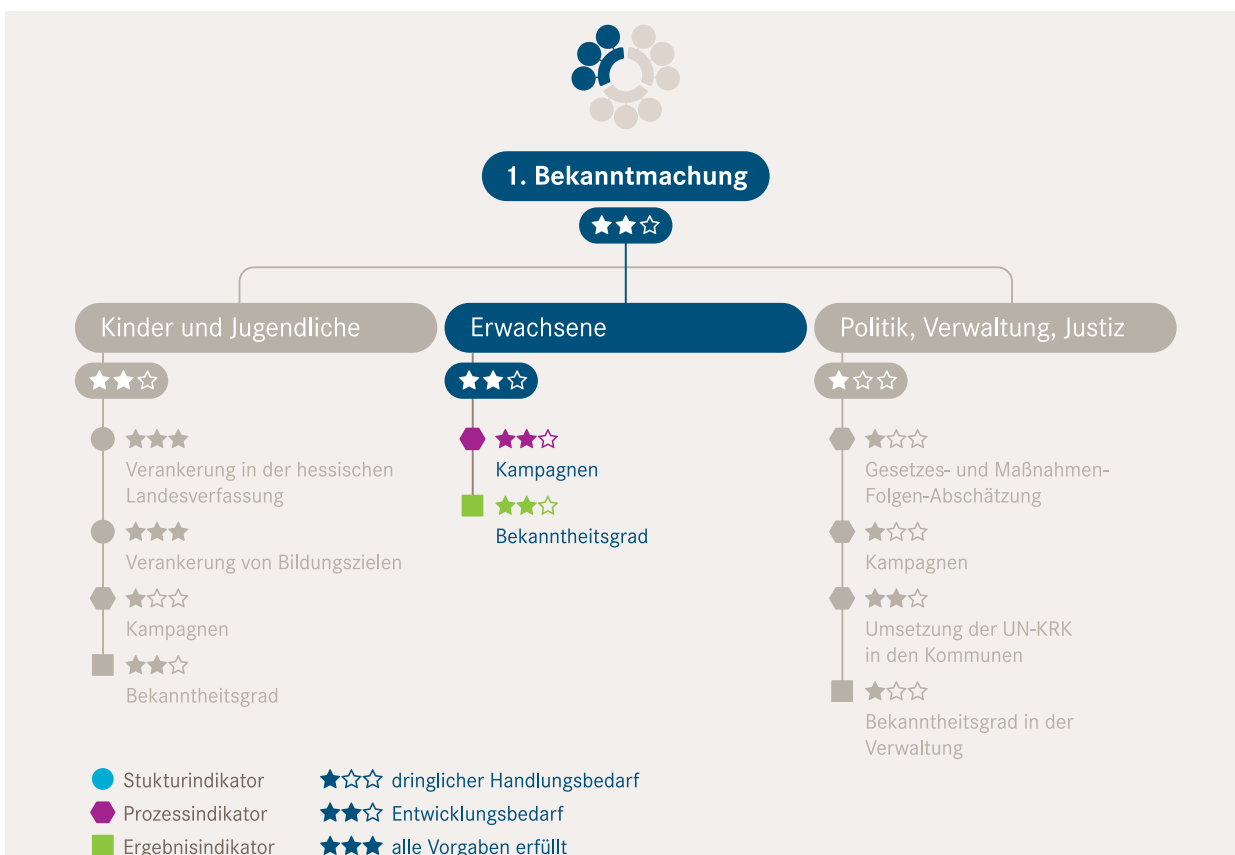 1. Bekanntmachung
Kinder und Jugendliche
Verankerung in der hessischen
Landesverfassung
Verankerung von Bildungszielen
Kampagnen
Bekanntheitsgrad
Erwachsene
Kampagnen
Bekanntheitsgrad
Politik, Verwaltung, Justiz
Gesetzes- und Maßnahmen-
Folgen-Abschätzung
Kampagnen
Umsetzung der UN-KRK
in den Kommunen
Bekanntheitsgrad in der
Verwaltung
Stukturindikator
dringlicher Handlungsbedarf
Prozessindikator
Entwicklungsbedarf
Ergebnisindikator
alle Vorgaben erfüllt